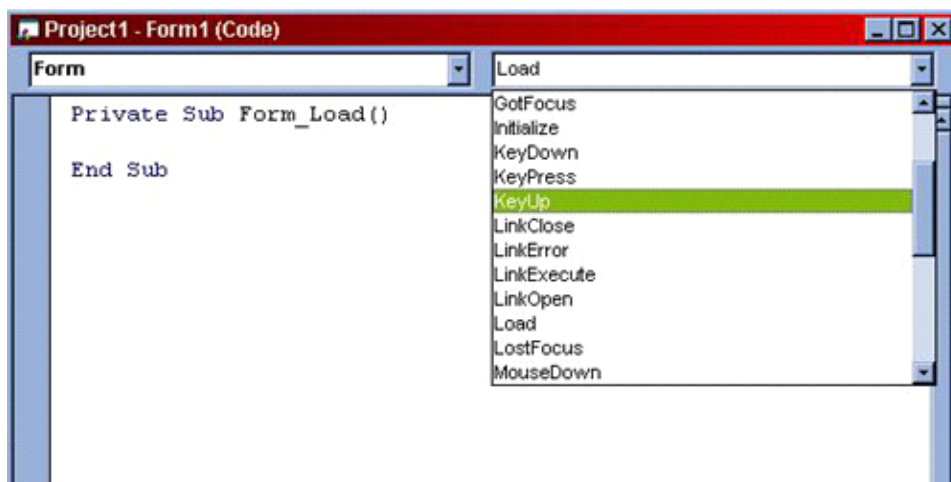 Project1 - Form1 (Code)
Form
Load
Private Sub Form_Load()
End Sub
GotFocus
Initialize
KeyDown
KeyPress
KeyUp
LinkClose
LinkError
LinkExecute
LinkOpen
Load
LostFocus
MouseDown